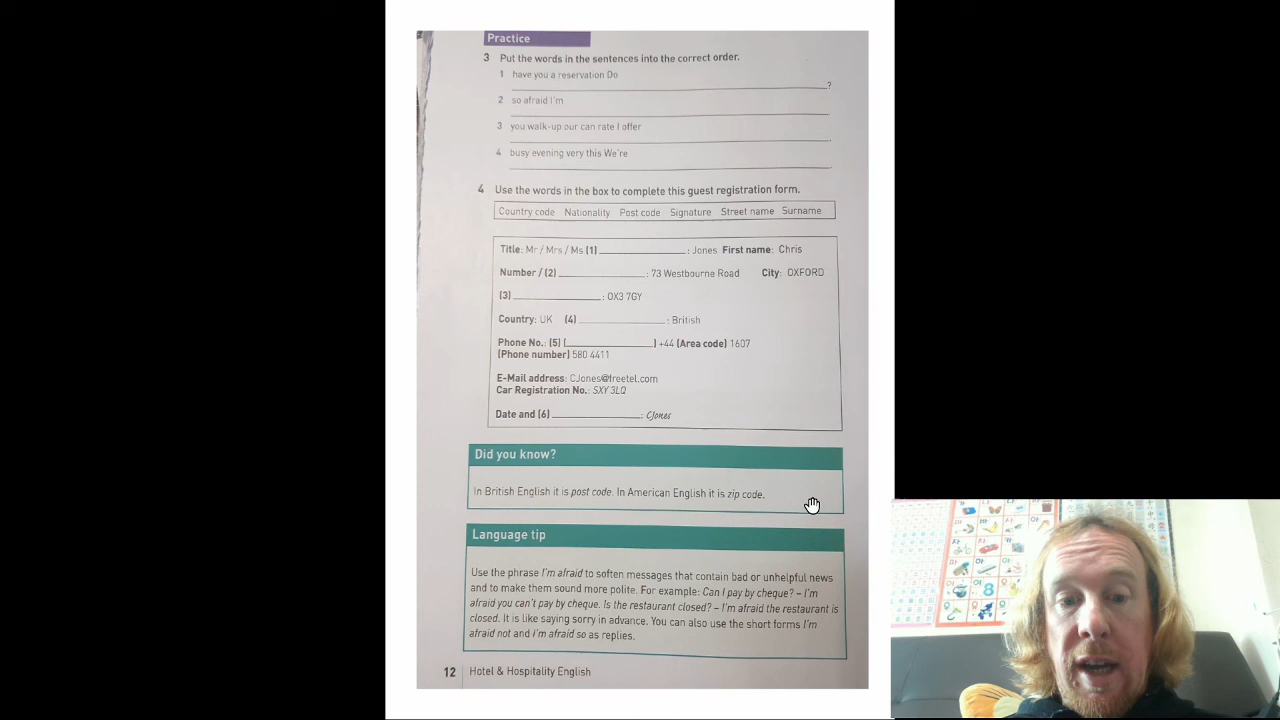 Practice
3 Put the words in the sentences into the correct order.
1 have you a reservation Do
?
2 so afraid I'm
3 you walk-up our can rate I offer
.
4 busy evening very this We're
.
4 Use the words in the box to complete this guest registration form.
Country code Nationality Post code Signature Street name Surname
Title: Mr / Mrs / Ms (1) : Jones First name: Chris
Number / (2) : 73 Westbourne Road City: OXFORD
(3) : OX3 7GY
Country: UK (4) : British
Phone No.: (5) ( ) +44 (Area code) 1607
(Phone number) 580 4411
E-Mail address: CJones@freetel.com
Car Registration No.: SXY 3LQ
Date and (6) : CJones
Did you know?
In British English it is post code. In American English it is zip code.
Language tip
Use the phrase I'm afraid to soften messages that contain bad or unhelpful news
and to make them sound more polite. For example: Can I pay by cheque? – I'm
afraid you can't pay by cheque. Is the restaurant closed? – I'm afraid the restaurant is
closed. It is like saying sorry in advance. You can also use the short forms I'm
afraid not and I'm afraid so as replies.
12 Hotel & Hospitality English